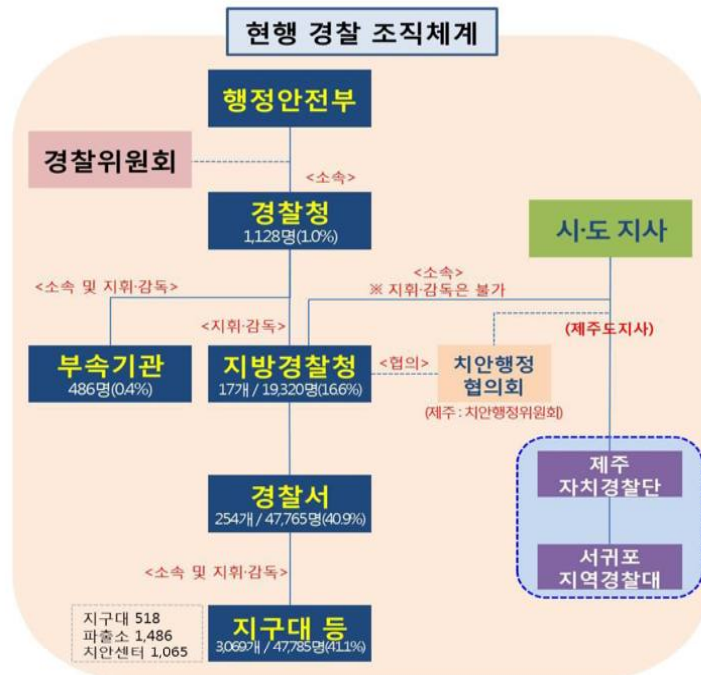 현행 경찰 조직체계
행정안전부
경찰위원회
<소속>
경찰청
1,128명(1.0%)
시·도 지사
<소속 및 지휘·감독>
<소속>
※ 지휘·감독은 불가
<지휘·감독>
(제주도지사)
부속기관
486명(0.4%)
지방경찰청
17개 / 19,320명(16.6%)
<협의>
치안행정
협의회
(제주 : 치안행정위원회)
제주
자치경찰단
경찰서
254개 / 47,765명(40.9%)
서귀포
지역경찰대
<소속 및 지휘·감독>
지구대 518
파출소 1,486
치안센터 1,065
지구대 등
3,069개 / 47,785명(41.1%)